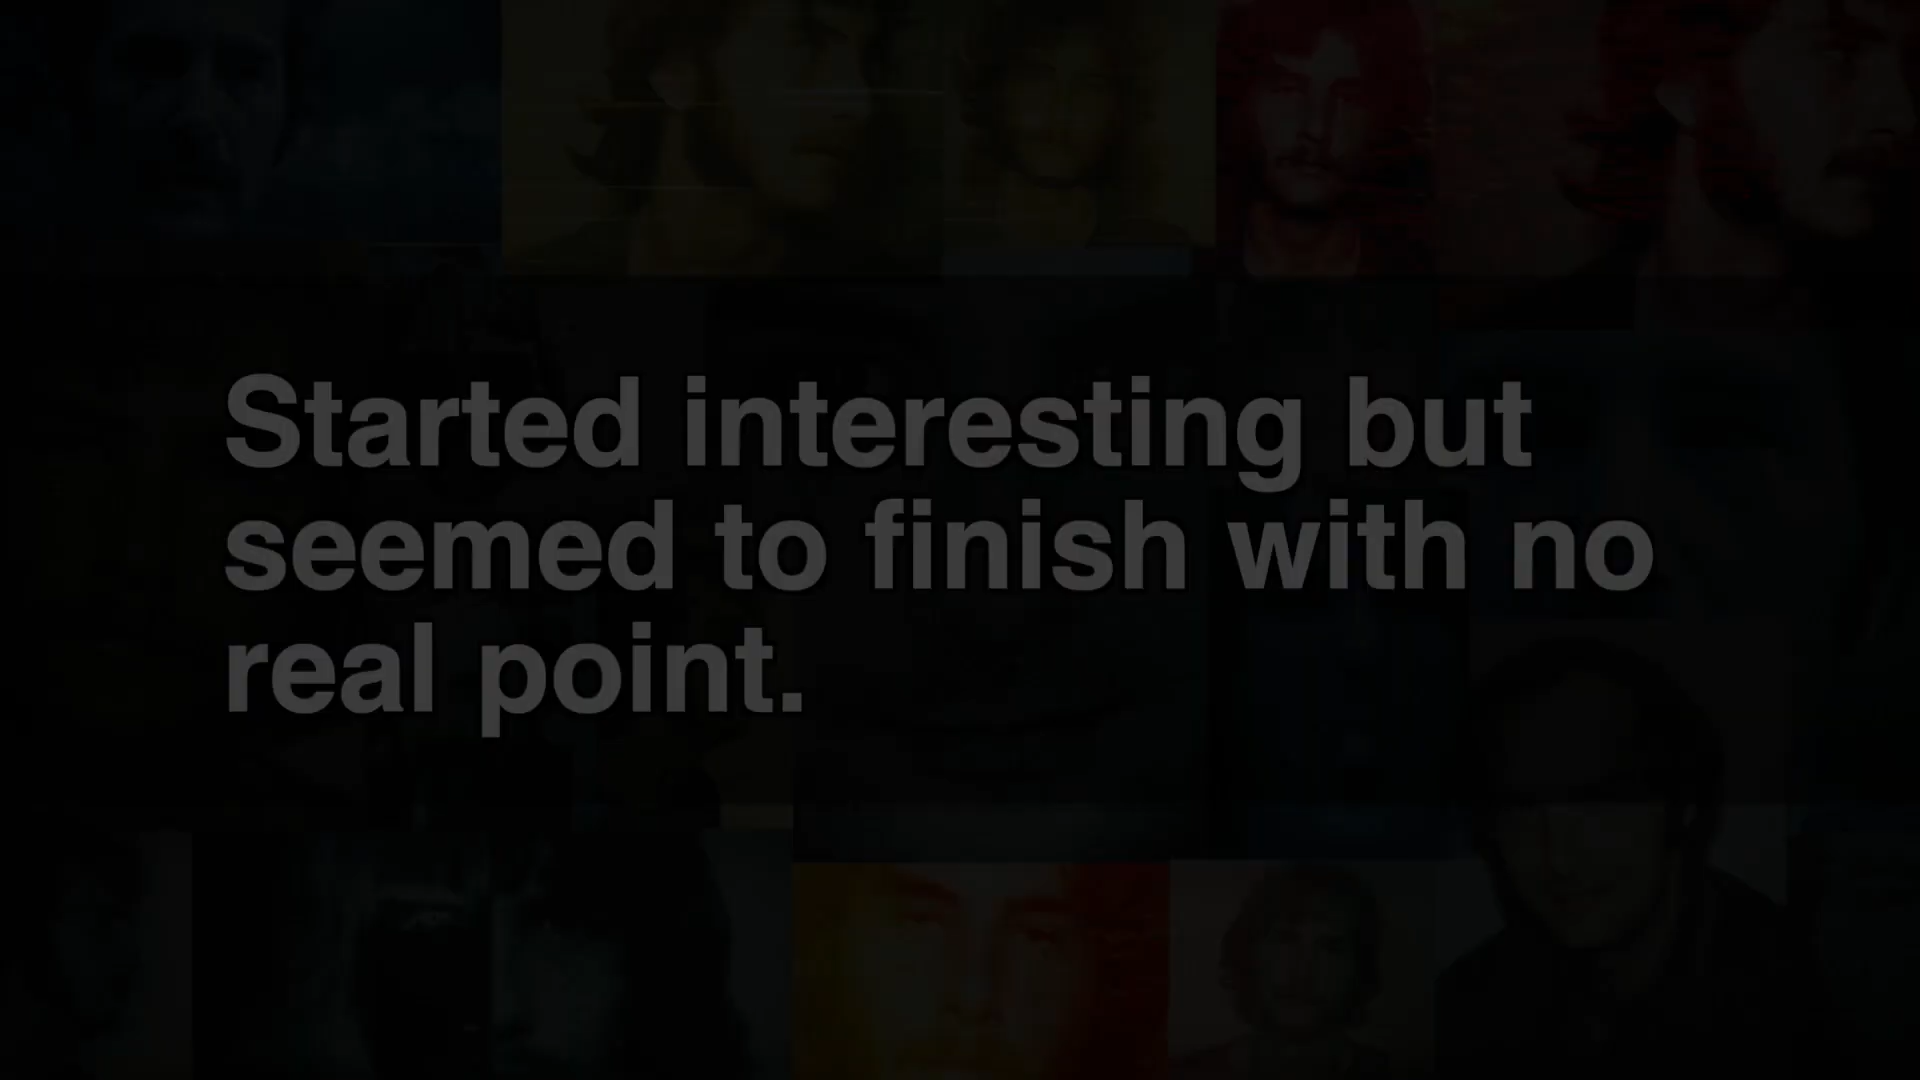 Started interesting but
seemed to finish with no
real point.